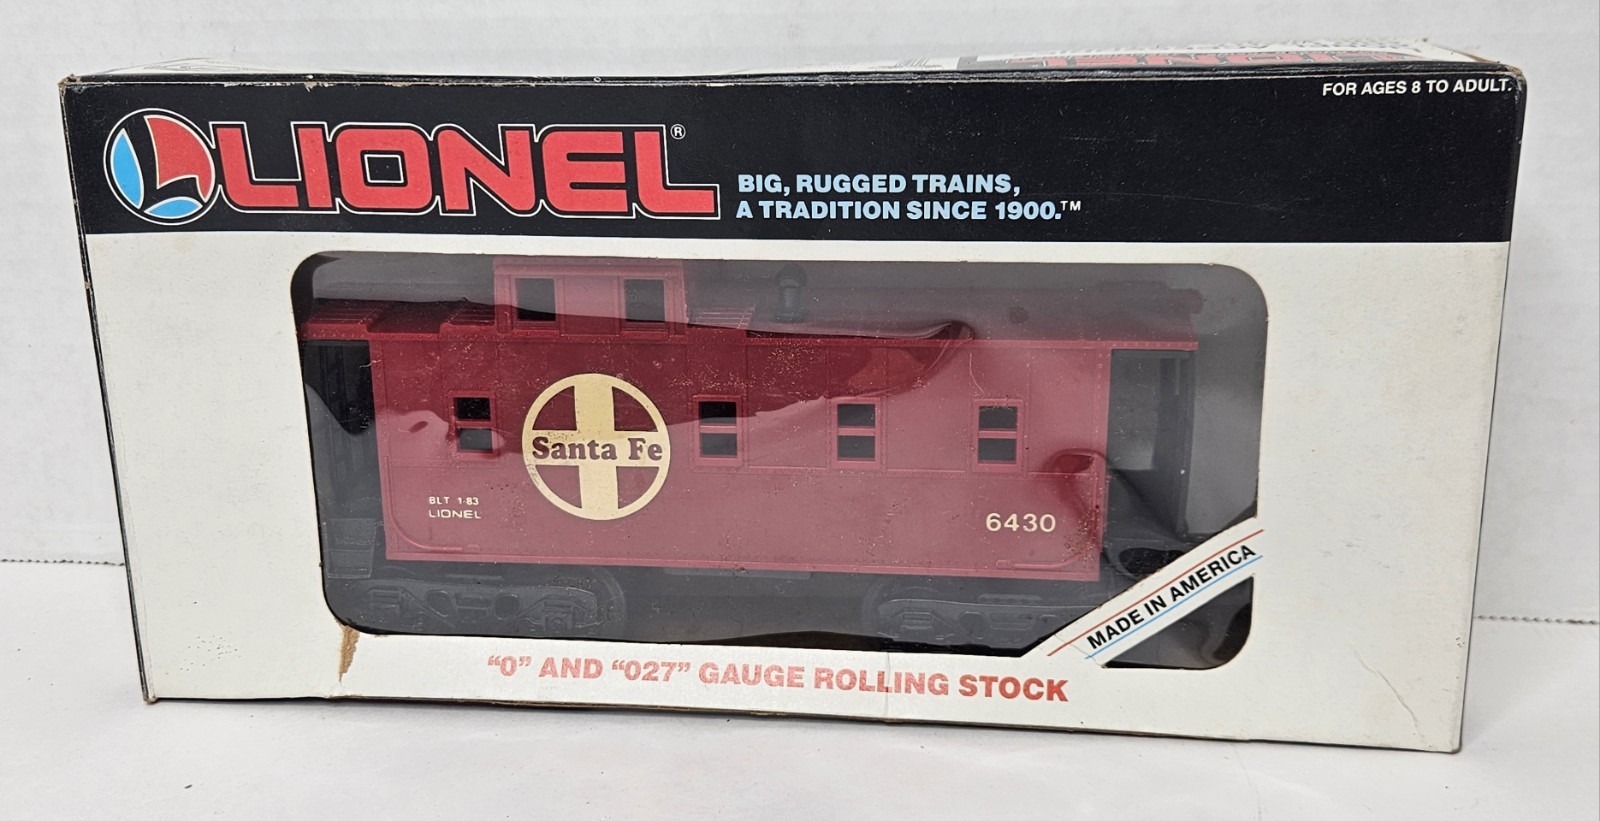 FOR AGES 8 TO ADULT.
LIONEL®
BIG, RUGGED TRAINS,
A TRADITION SINCE 1900.™
Santa Fe
BLT 1-83
LIONEL
6430
MADE IN AMERICA
"O" AND "027" GAUGE ROLLING STOCK